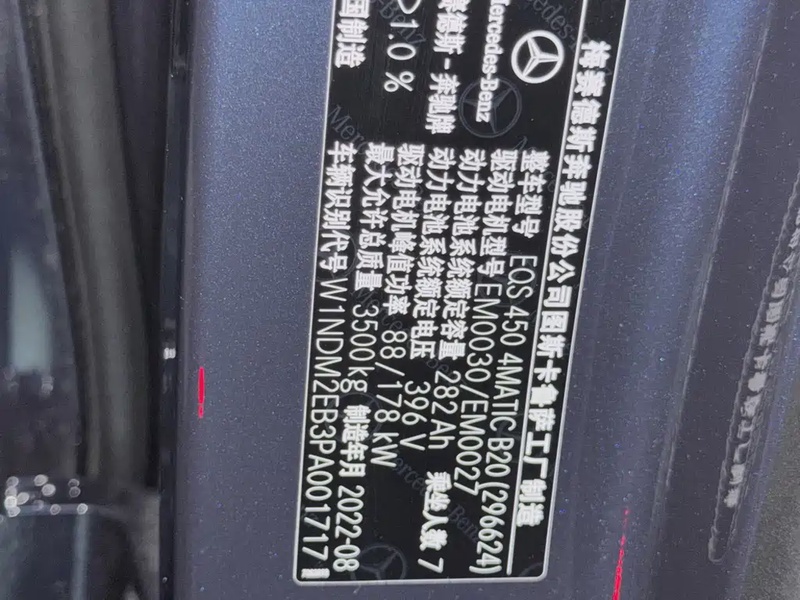 梅赛德斯奔驰股份公司图斯卡鲁萨工厂制造
Mercedes-Benz
梅赛德斯-奔驰牌
>1.0%
国制造
整车型号 EQS 450 4MATIC B20 (296624)
驱动电机型号 EM0030/EM0027
动力电池系统额定容量 282 Ah 乘坐人数 7
动力电池系统额定电压 396 V
驱动电机峰值功率 88/178 kW
最大允许总质量 3500kg 制造年月 2022-08
车辆识别代号 W1NDM2EB3PA001717